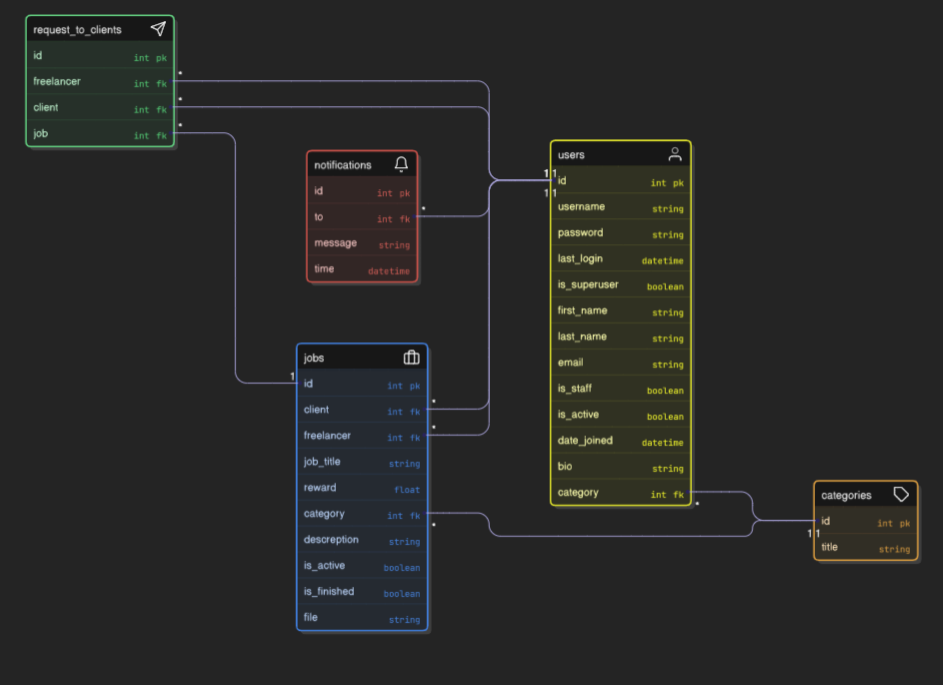 request_to_clients
id int pk
freelancer int fk
client int fk
job int fk
notifications
id int pk
to int fk
message string
time datetime
users
id int pk
username string
password string
last_login datetime
is_superuser boolean
first_name string
last_name string
email string
is_staff boolean
is_active boolean
date_joined datetime
bio string
category int fk
jobs
id int pk
client int fk
freelancer int fk
job_title string
reward float
category int fk
descreption string
is_active boolean
is_finished boolean
file string
categories
id int pk
title string
* * * * * * * *
1 1 1 1 1 1 1